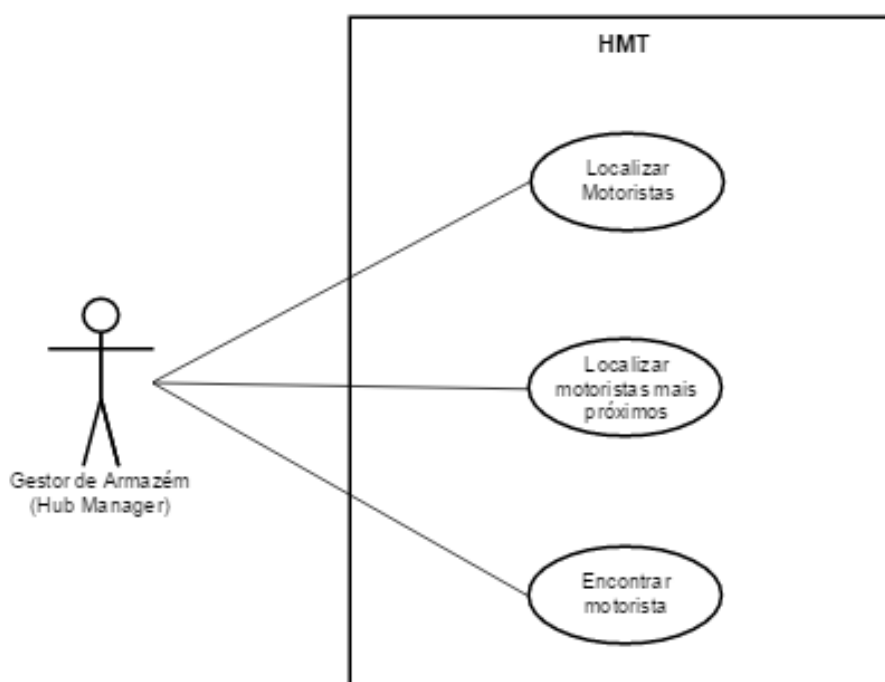 HMT
Localizar
Motoristas
Localizar
motoristas mais
próximos
Gestor de Armazém
(Hub Manager)
Encontrar
motorista